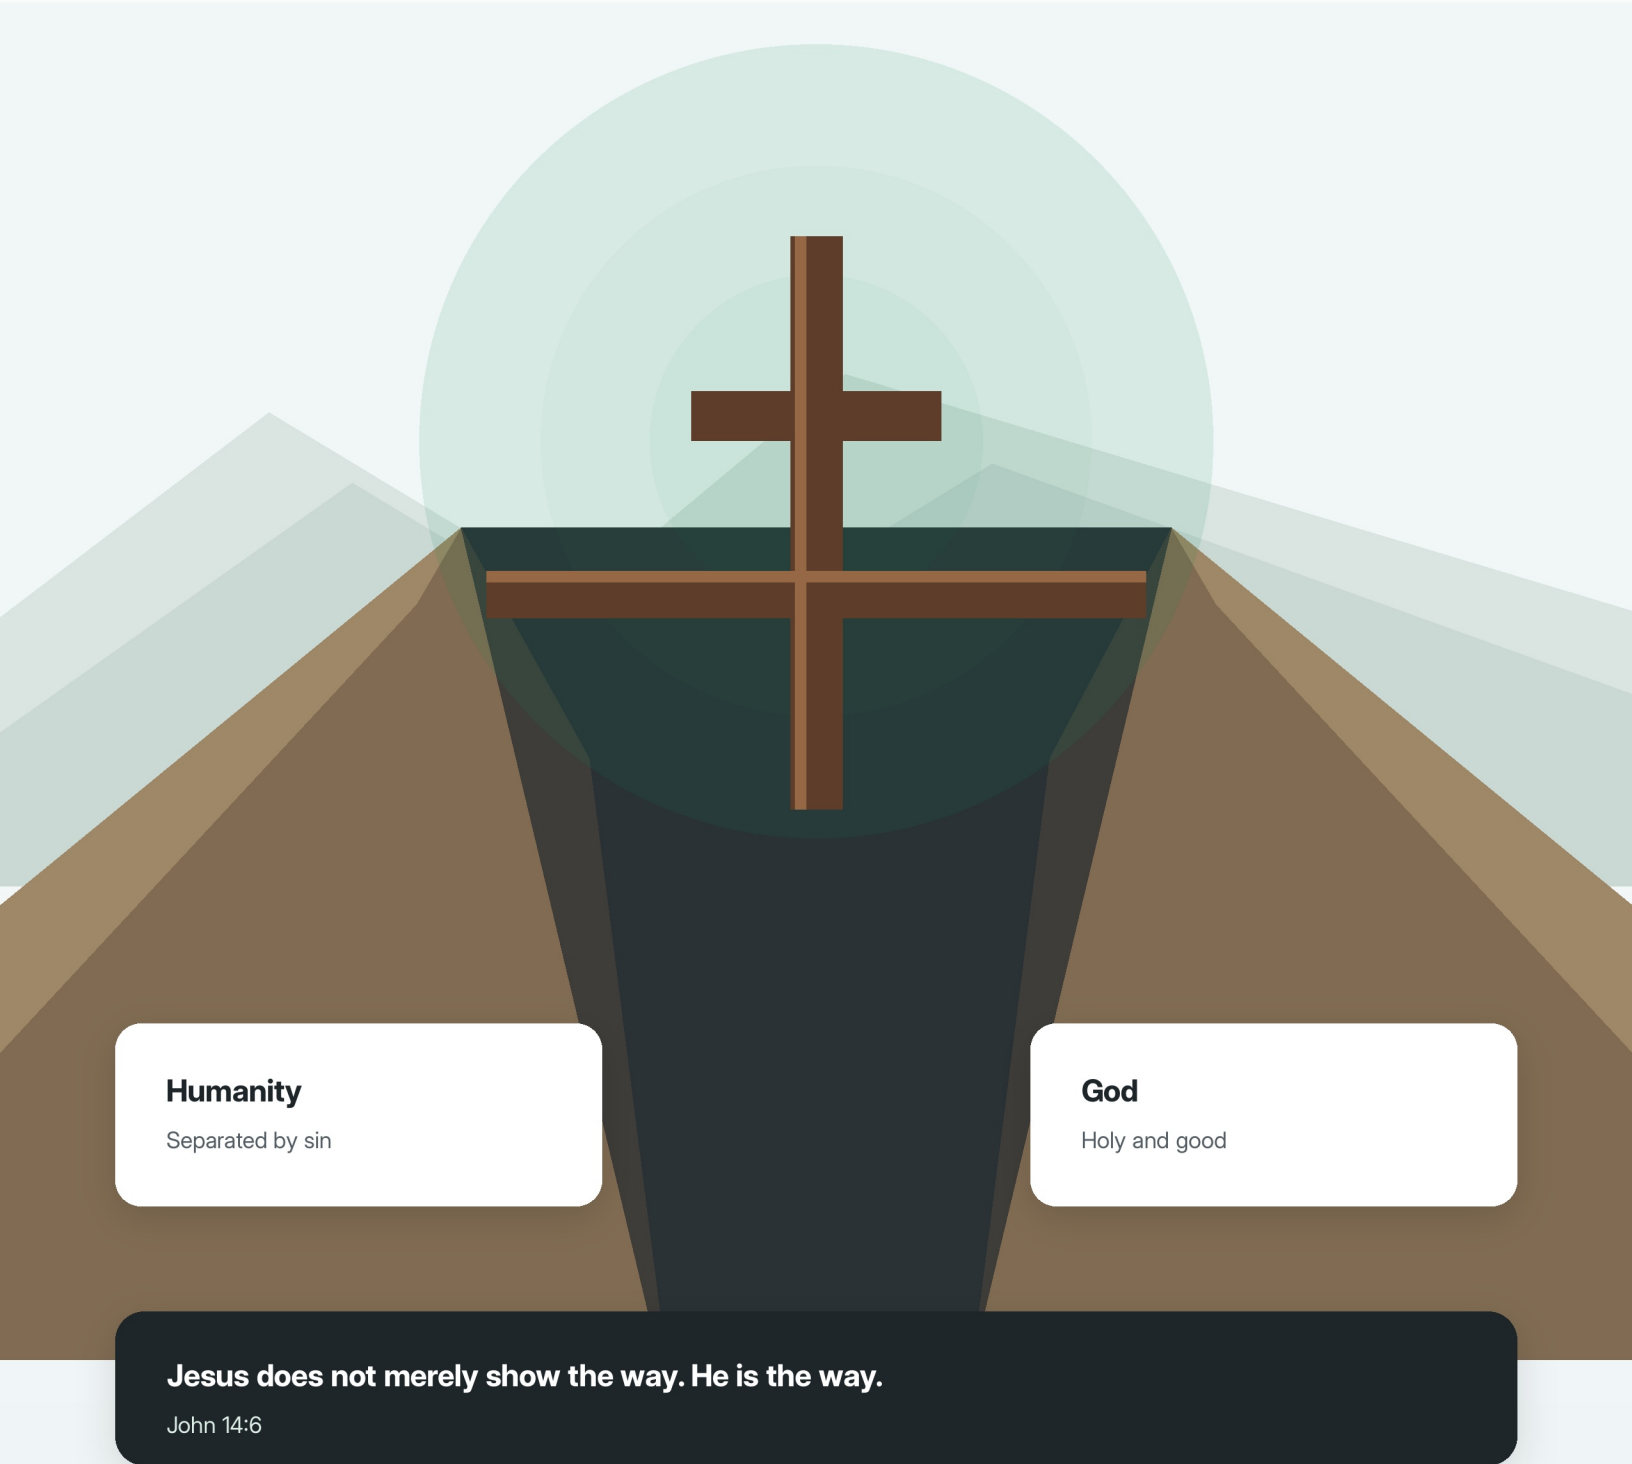 Humanity
Separated by sin
God
Holy and good
Jesus does not merely show the way. He is the way.
John 14:6